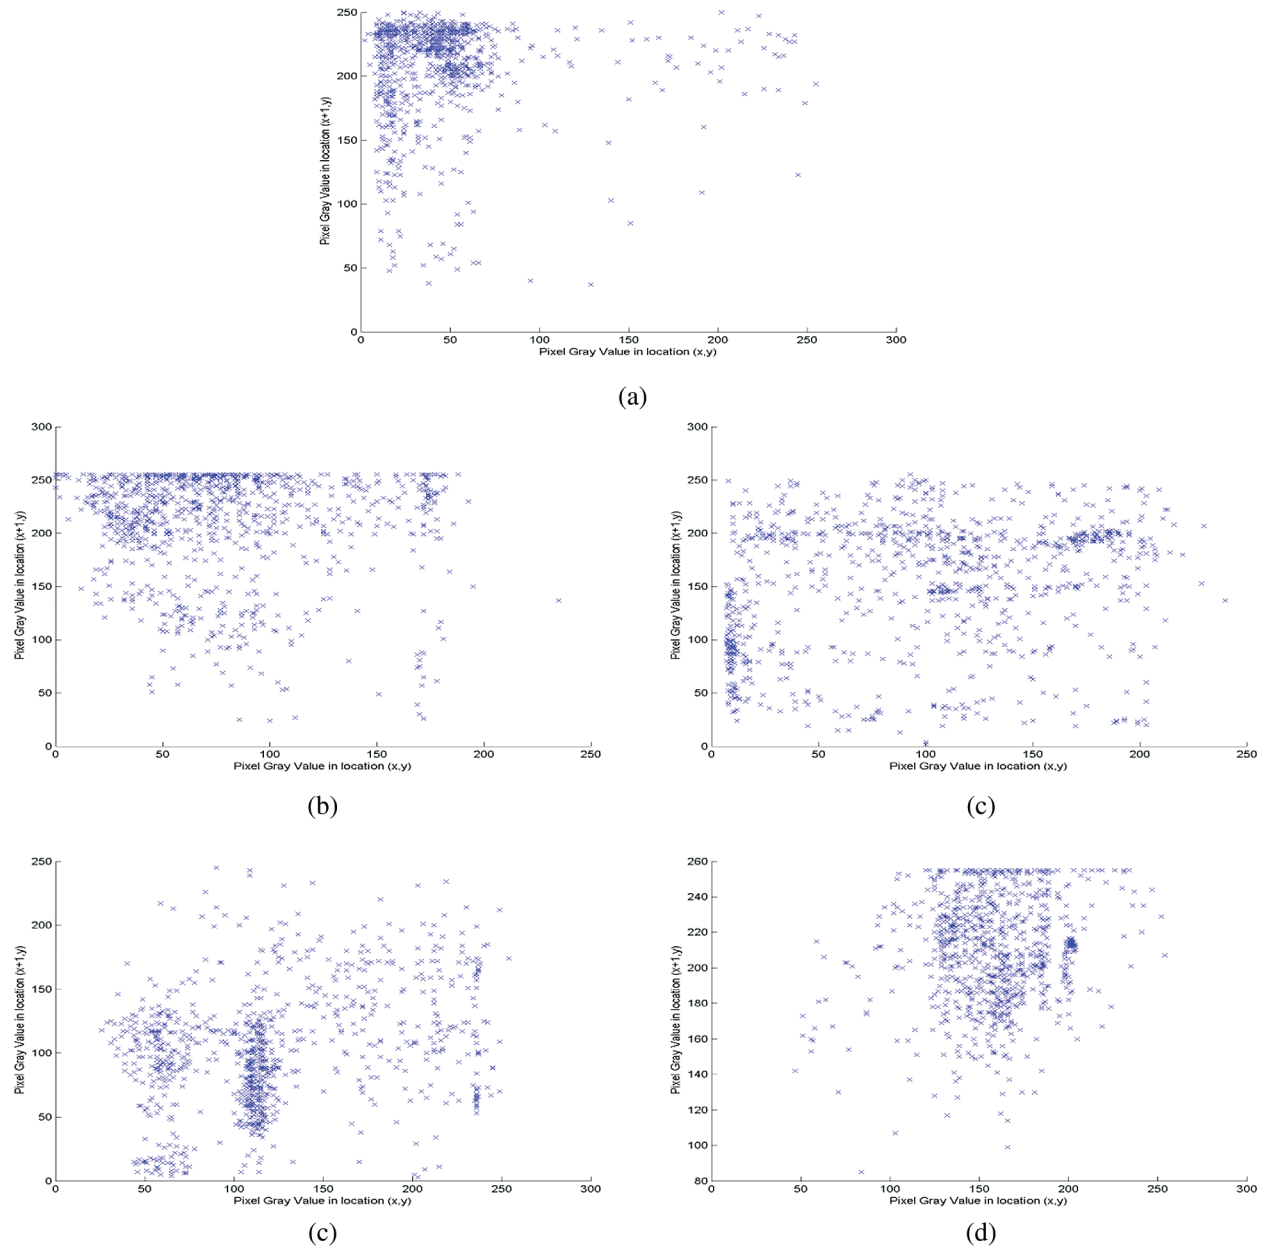 250
200
150
100
50
0
Pixel Gray Value in location (x+1,y)
0 50 100 150 200 250 300
Pixel Gray Value in location (x,y)
(a)
300
250
200
150
100
50
0
Pixel Gray Value in location (x+1,y)
0 50 100 150 200 250
Pixel Gray Value in location (x,y)
(b)
300
250
200
150
100
50
0
Pixel Gray Value in location (x+1,y)
0 50 100 150 200 250
Pixel Gray Value in location (x,y)
(c)
250
200
150
100
50
0
Pixel Gray Value in location (x+1,y)
0 50 100 150 200 250 300
Pixel Gray Value in location (x,y)
(c)
260
240
220
200
180
160
140
120
100
80
Pixel Gray Value in location (x+1,y)
0 50 100 150 200 250 300
Pixel Gray Value in location (x,y)
(d)